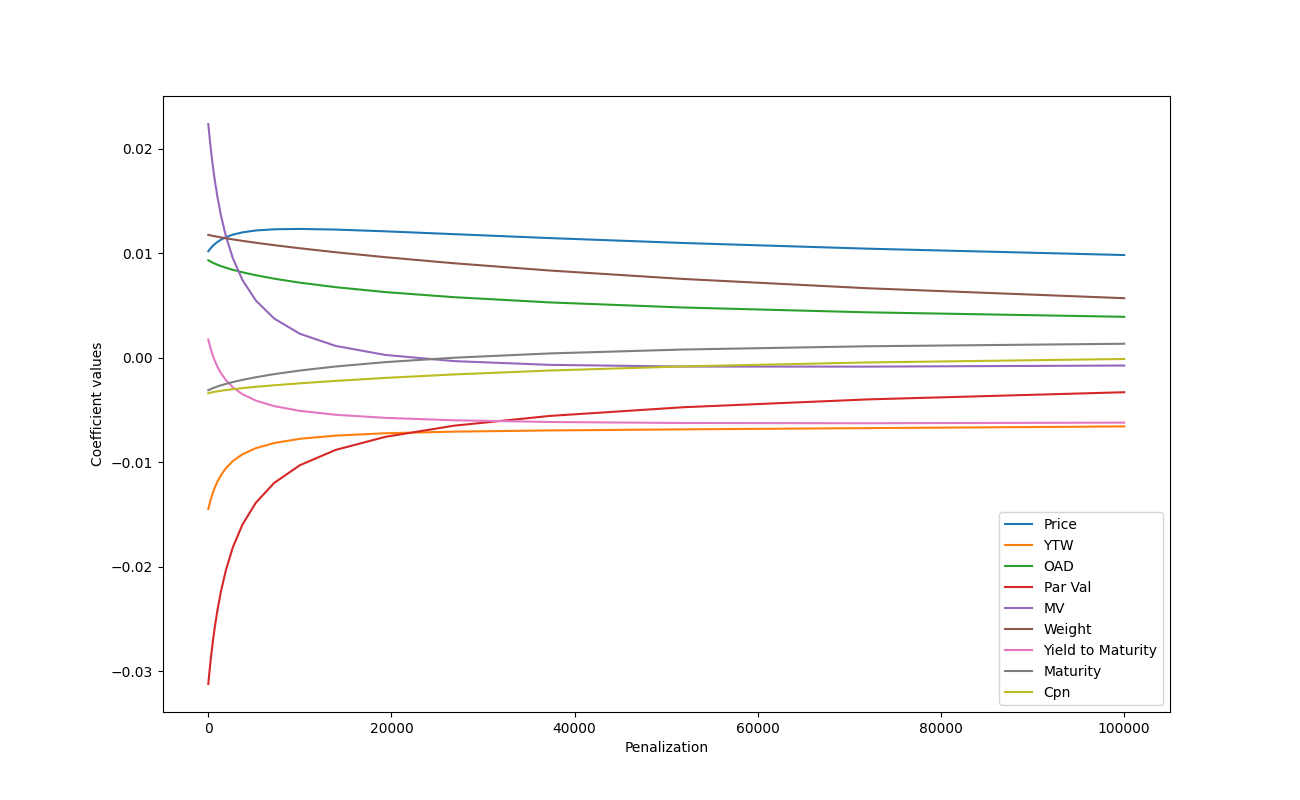 0.02
0.01
0.00
−0.01
−0.02
−0.03
Coefficient values
0 20000 40000 60000 80000 100000
Penalization
Price
YTW
OAD
Par Val
MV
Weight
Yield to Maturity
Maturity
Cpn